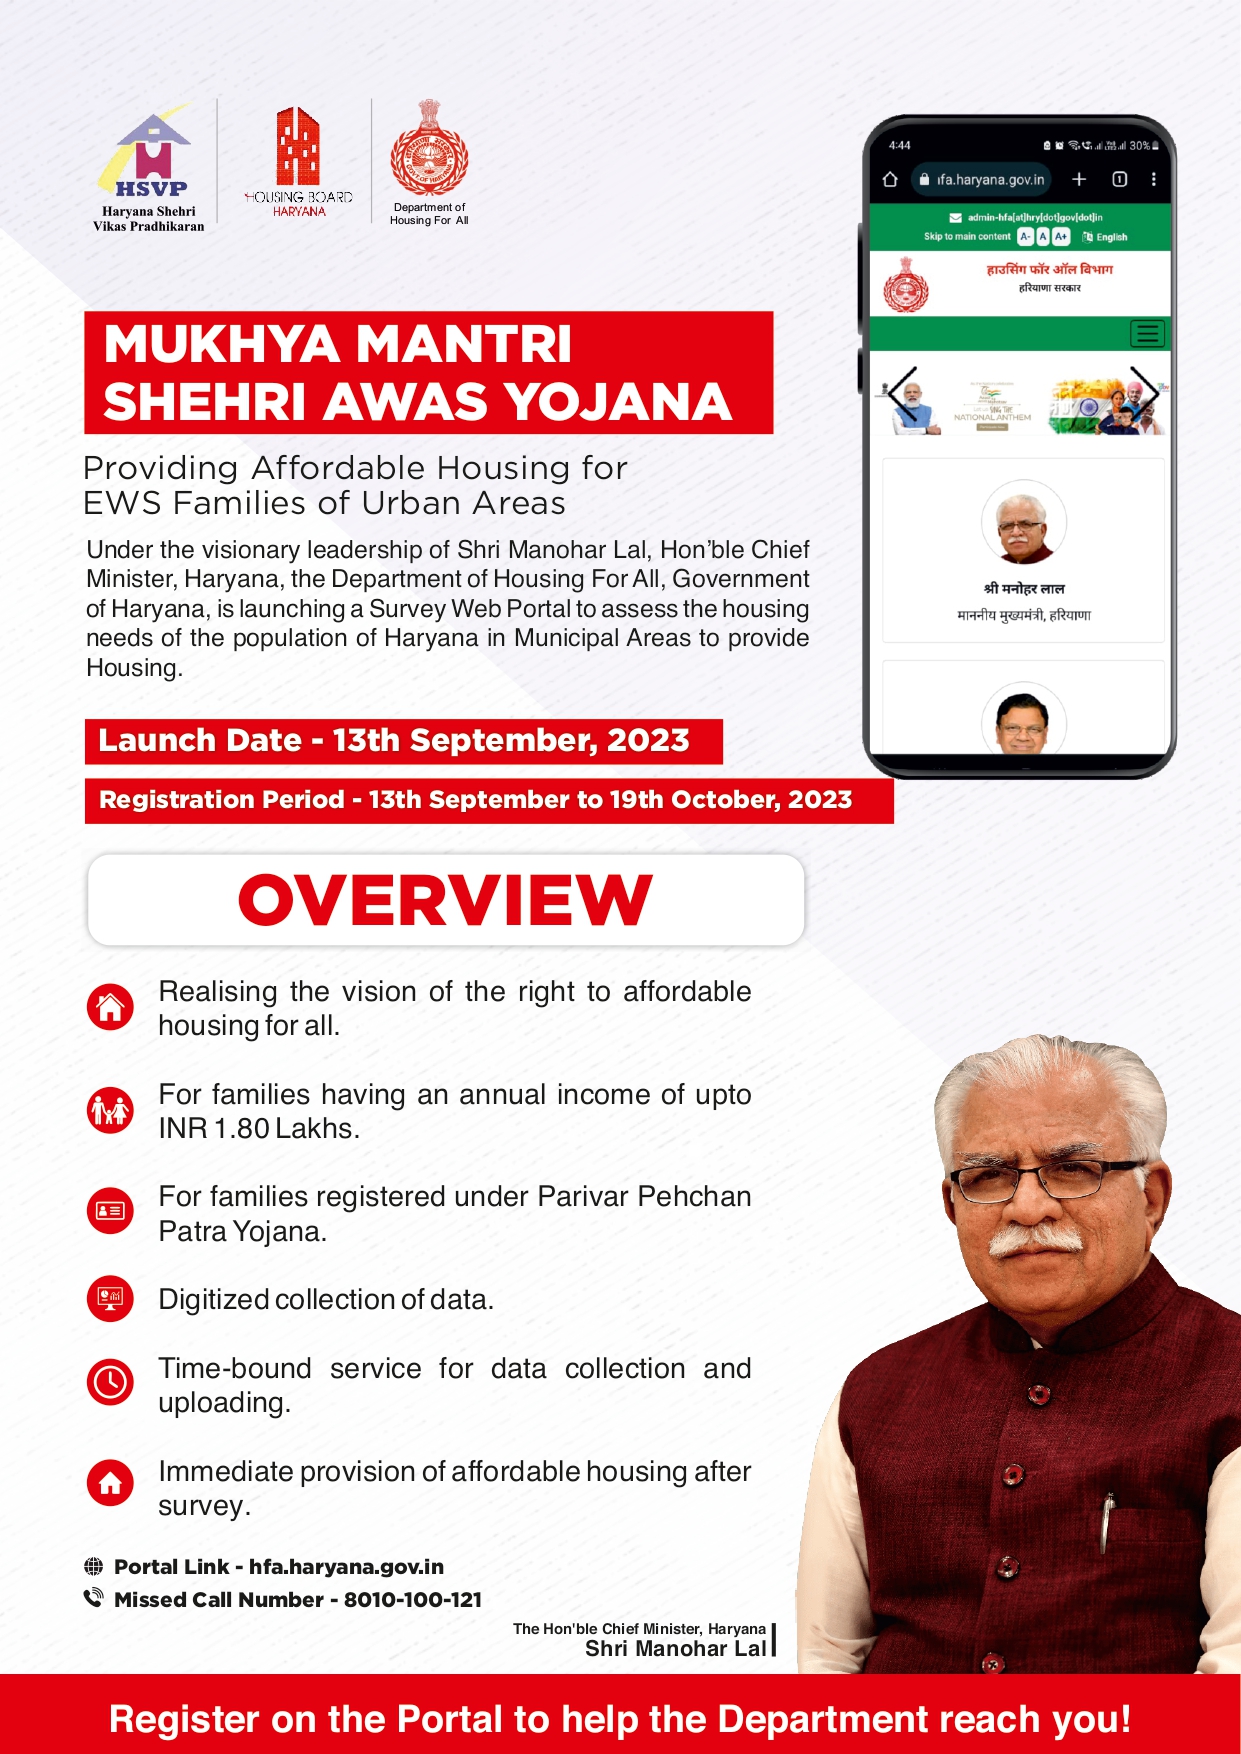 HSVP
Haryana Shehri
Vikas Pradhikaran
HOUSING BOARD
HARYANA
GOVT OF HARYANA
Department of
Housing For All
4:44
30%
ifa.haryana.gov.in
1
admin-hfa[at]hry[dot]gov[dot]in
Skip to main content A- A A+ English
हाउसिंग फॉर ऑल विभाग
हरियाणा सरकार
SING THE
NATIONAL ANTHEM
श्री मनोहर लाल
माननीय मुख्यमंत्री, हरियाणा
MUKHYA MANTRI
SHEHRI AWAS YOJANA
Providing Affordable Housing for
EWS Families of Urban Areas
Under the visionary leadership of Shri Manohar Lal, Hon’ble Chief
Minister, Haryana, the Department of Housing For All, Government
of Haryana, is launching a Survey Web Portal to assess the housing
needs of the population of Haryana in Municipal Areas to provide
Housing.
Launch Date - 13th September, 2023
Registration Period - 13th September to 19th October, 2023
OVERVIEW
Realising the vision of the right to affordable
housing for all.
For families having an annual income of upto
INR 1.80 Lakhs.
For families registered under Parivar Pehchan
Patra Yojana.
Digitized collection of data.
Time-bound service for data collection and
uploading.
Immediate provision of affordable housing after
survey.
Portal Link - hfa.haryana.gov.in
Missed Call Number - 8010-100-121
The Hon'ble Chief Minister, Haryana
Shri Manohar Lal
Register on the Portal to help the Department reach you!